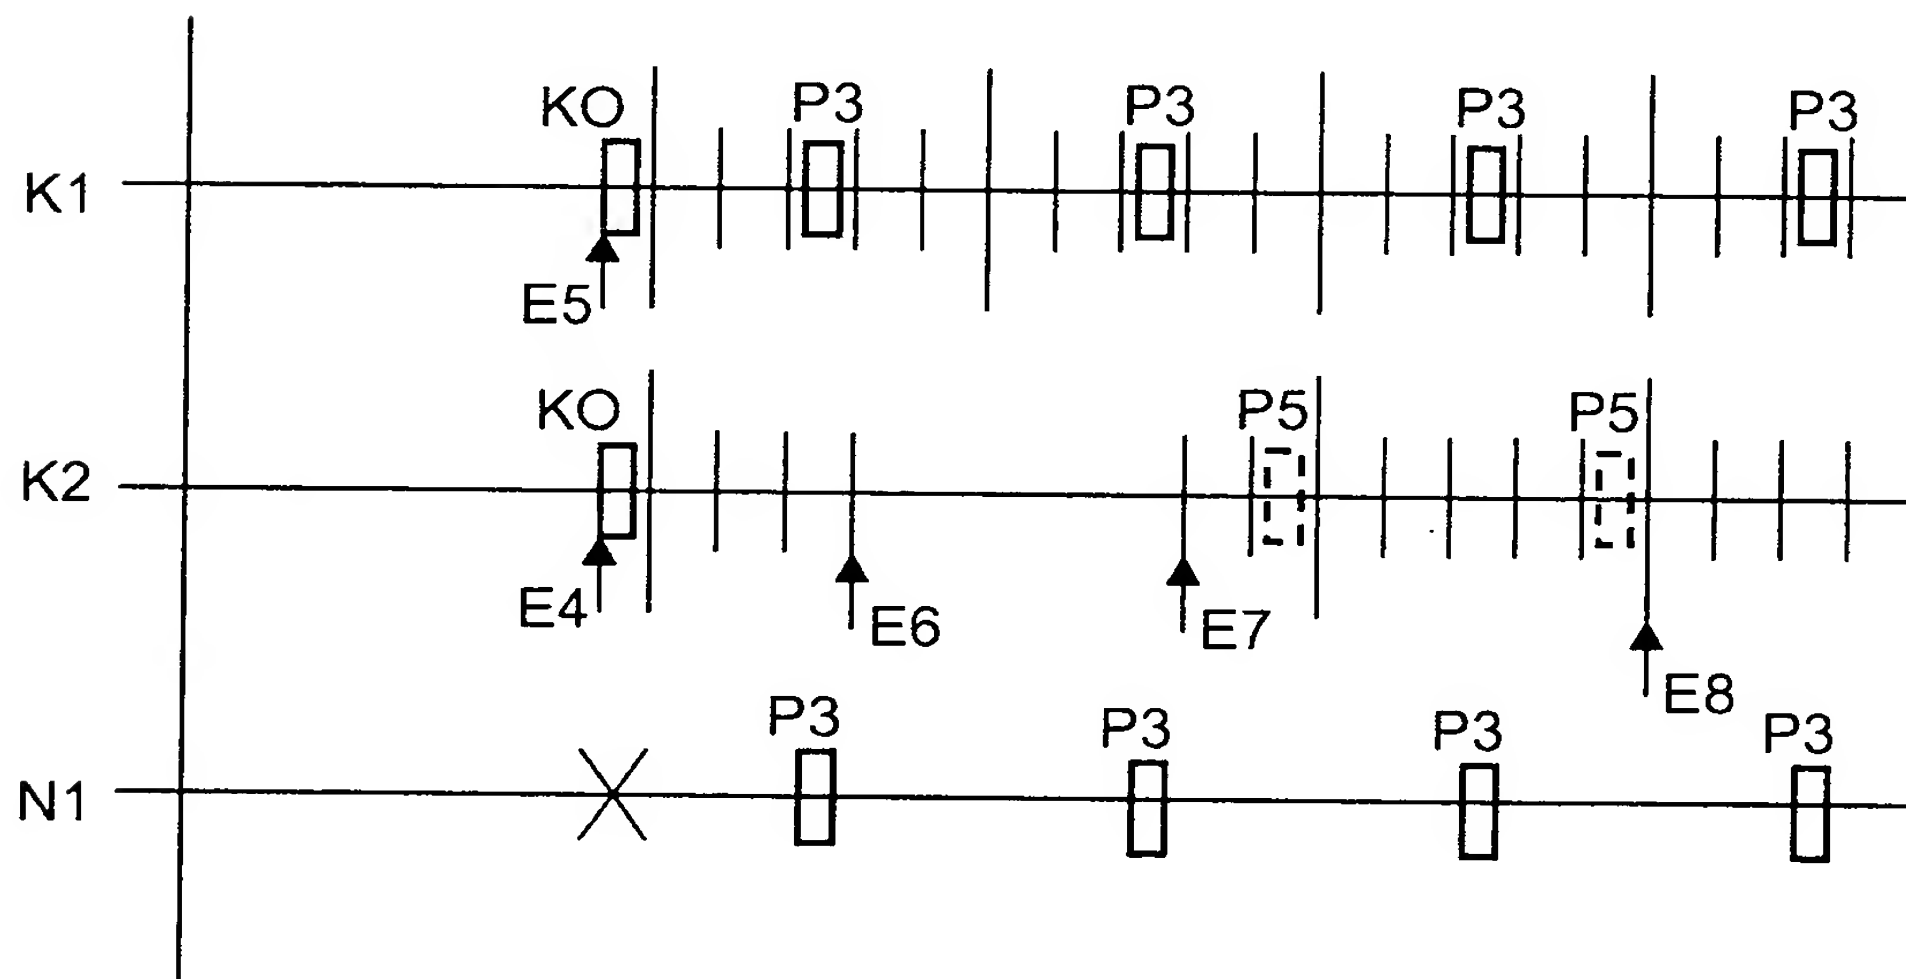 KO P3 P3 P3 P3
K1
E5
KO P5 P5
K2
E4 E6 E7 E8
P3 P3 P3 P3
N1